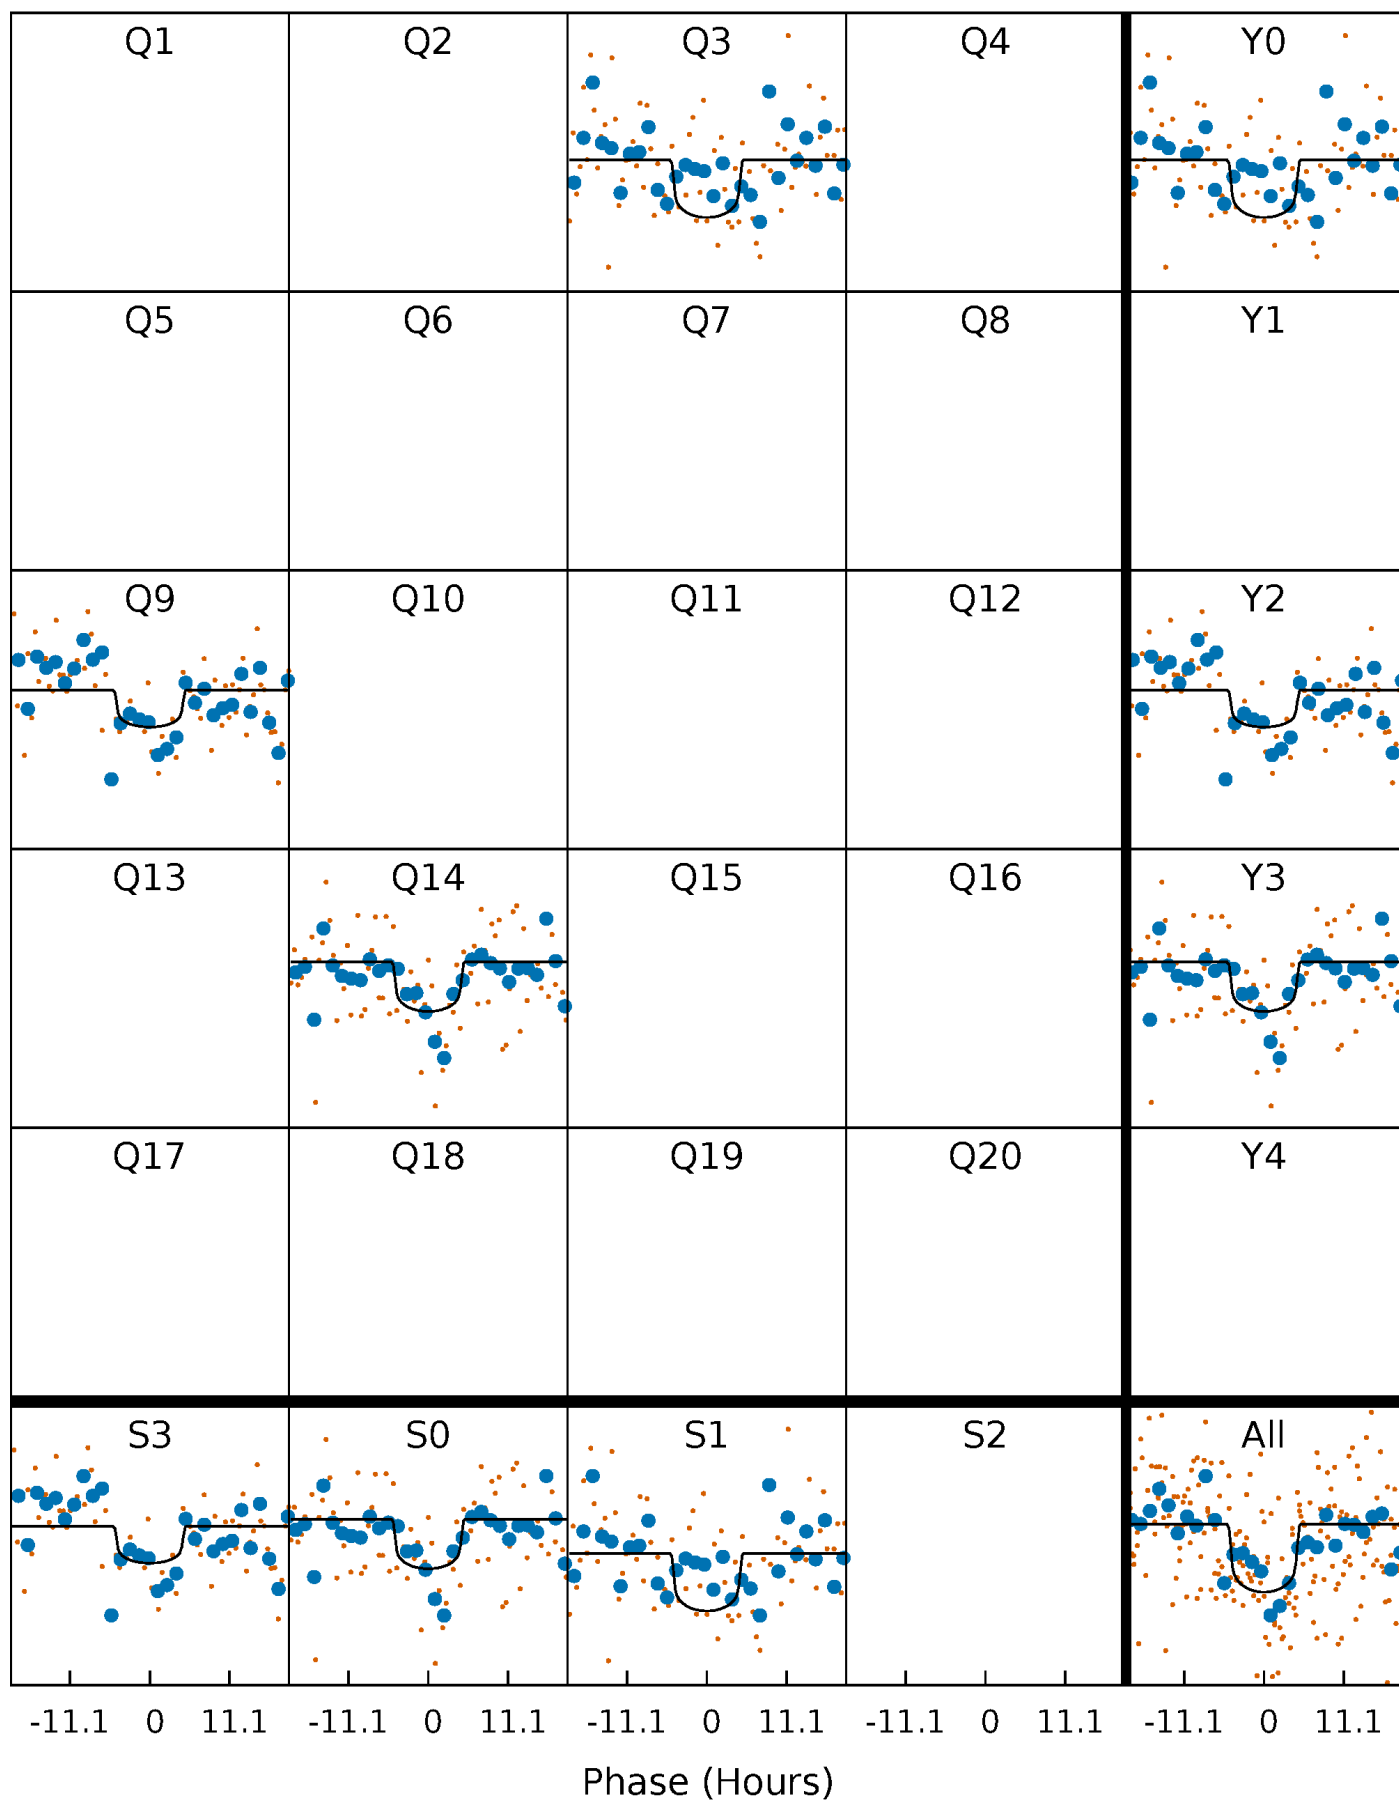 Q1 Q2 Q3 Q4 Y0
Q5 Q6 Q7 Q8 Y1
Q9 Q10 Q11 Q12 Y2
Q13 Q14 Q15 Q16 Y3
Q17 Q18 Q19 Q20 Y4
S3 S0 S1 S2 All
-11.1 0 11.1 -11.1 0 11.1 -11.1 0 11.1 -11.1 0 11.1 -11.1 0 11.1
Phase (Hours)